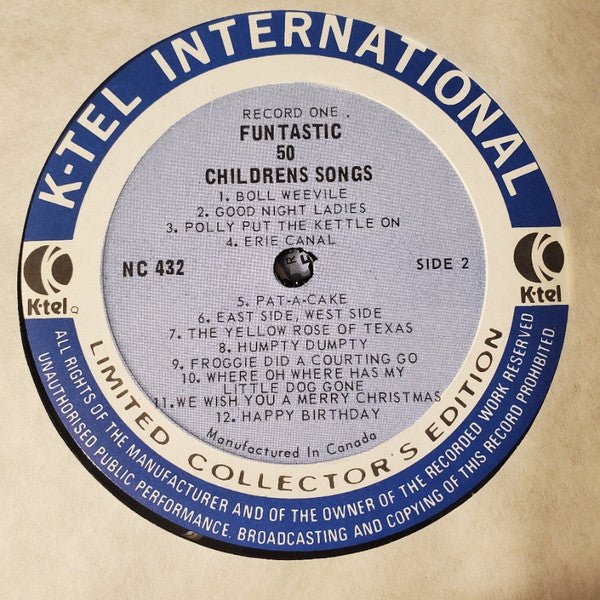 K-TEL INTERNATIONAL
RECORD ONE .
FUNTASTIC
50
CHILDRENS SONGS
1. BOLL WEEVILE
2. GOOD NIGHT LADIES
3. POLLY PUT THE KETTLE ON
4. ERIE CANAL
NC 432
SIDE 2
K-tel
K-tel
5. PAT-A-CAKE
6. EAST SIDE, WEST SIDE
7. THE YELLOW ROSE OF TEXAS
8. HUMPTY DUMPTY
9. FROGGIE DID A COURTING GO
10. WHERE OH WHERE HAS MY
LITTLE DOG GONE
11. WE WISH YOU A MERRY CHRISTMAS
12. HAPPY BIRTHDAY
Manufactured In Canada
LIMITED COLLECTOR'S EDITION
ALL RIGHTS OF THE MANUFACTURER AND OF THE OWNER OF THE RECORDED WORK RESERVED
UNAUTHORISED PUBLIC PERFORMANCE, BROADCASTING AND COPYING OF THIS RECORD PROHIBITED.